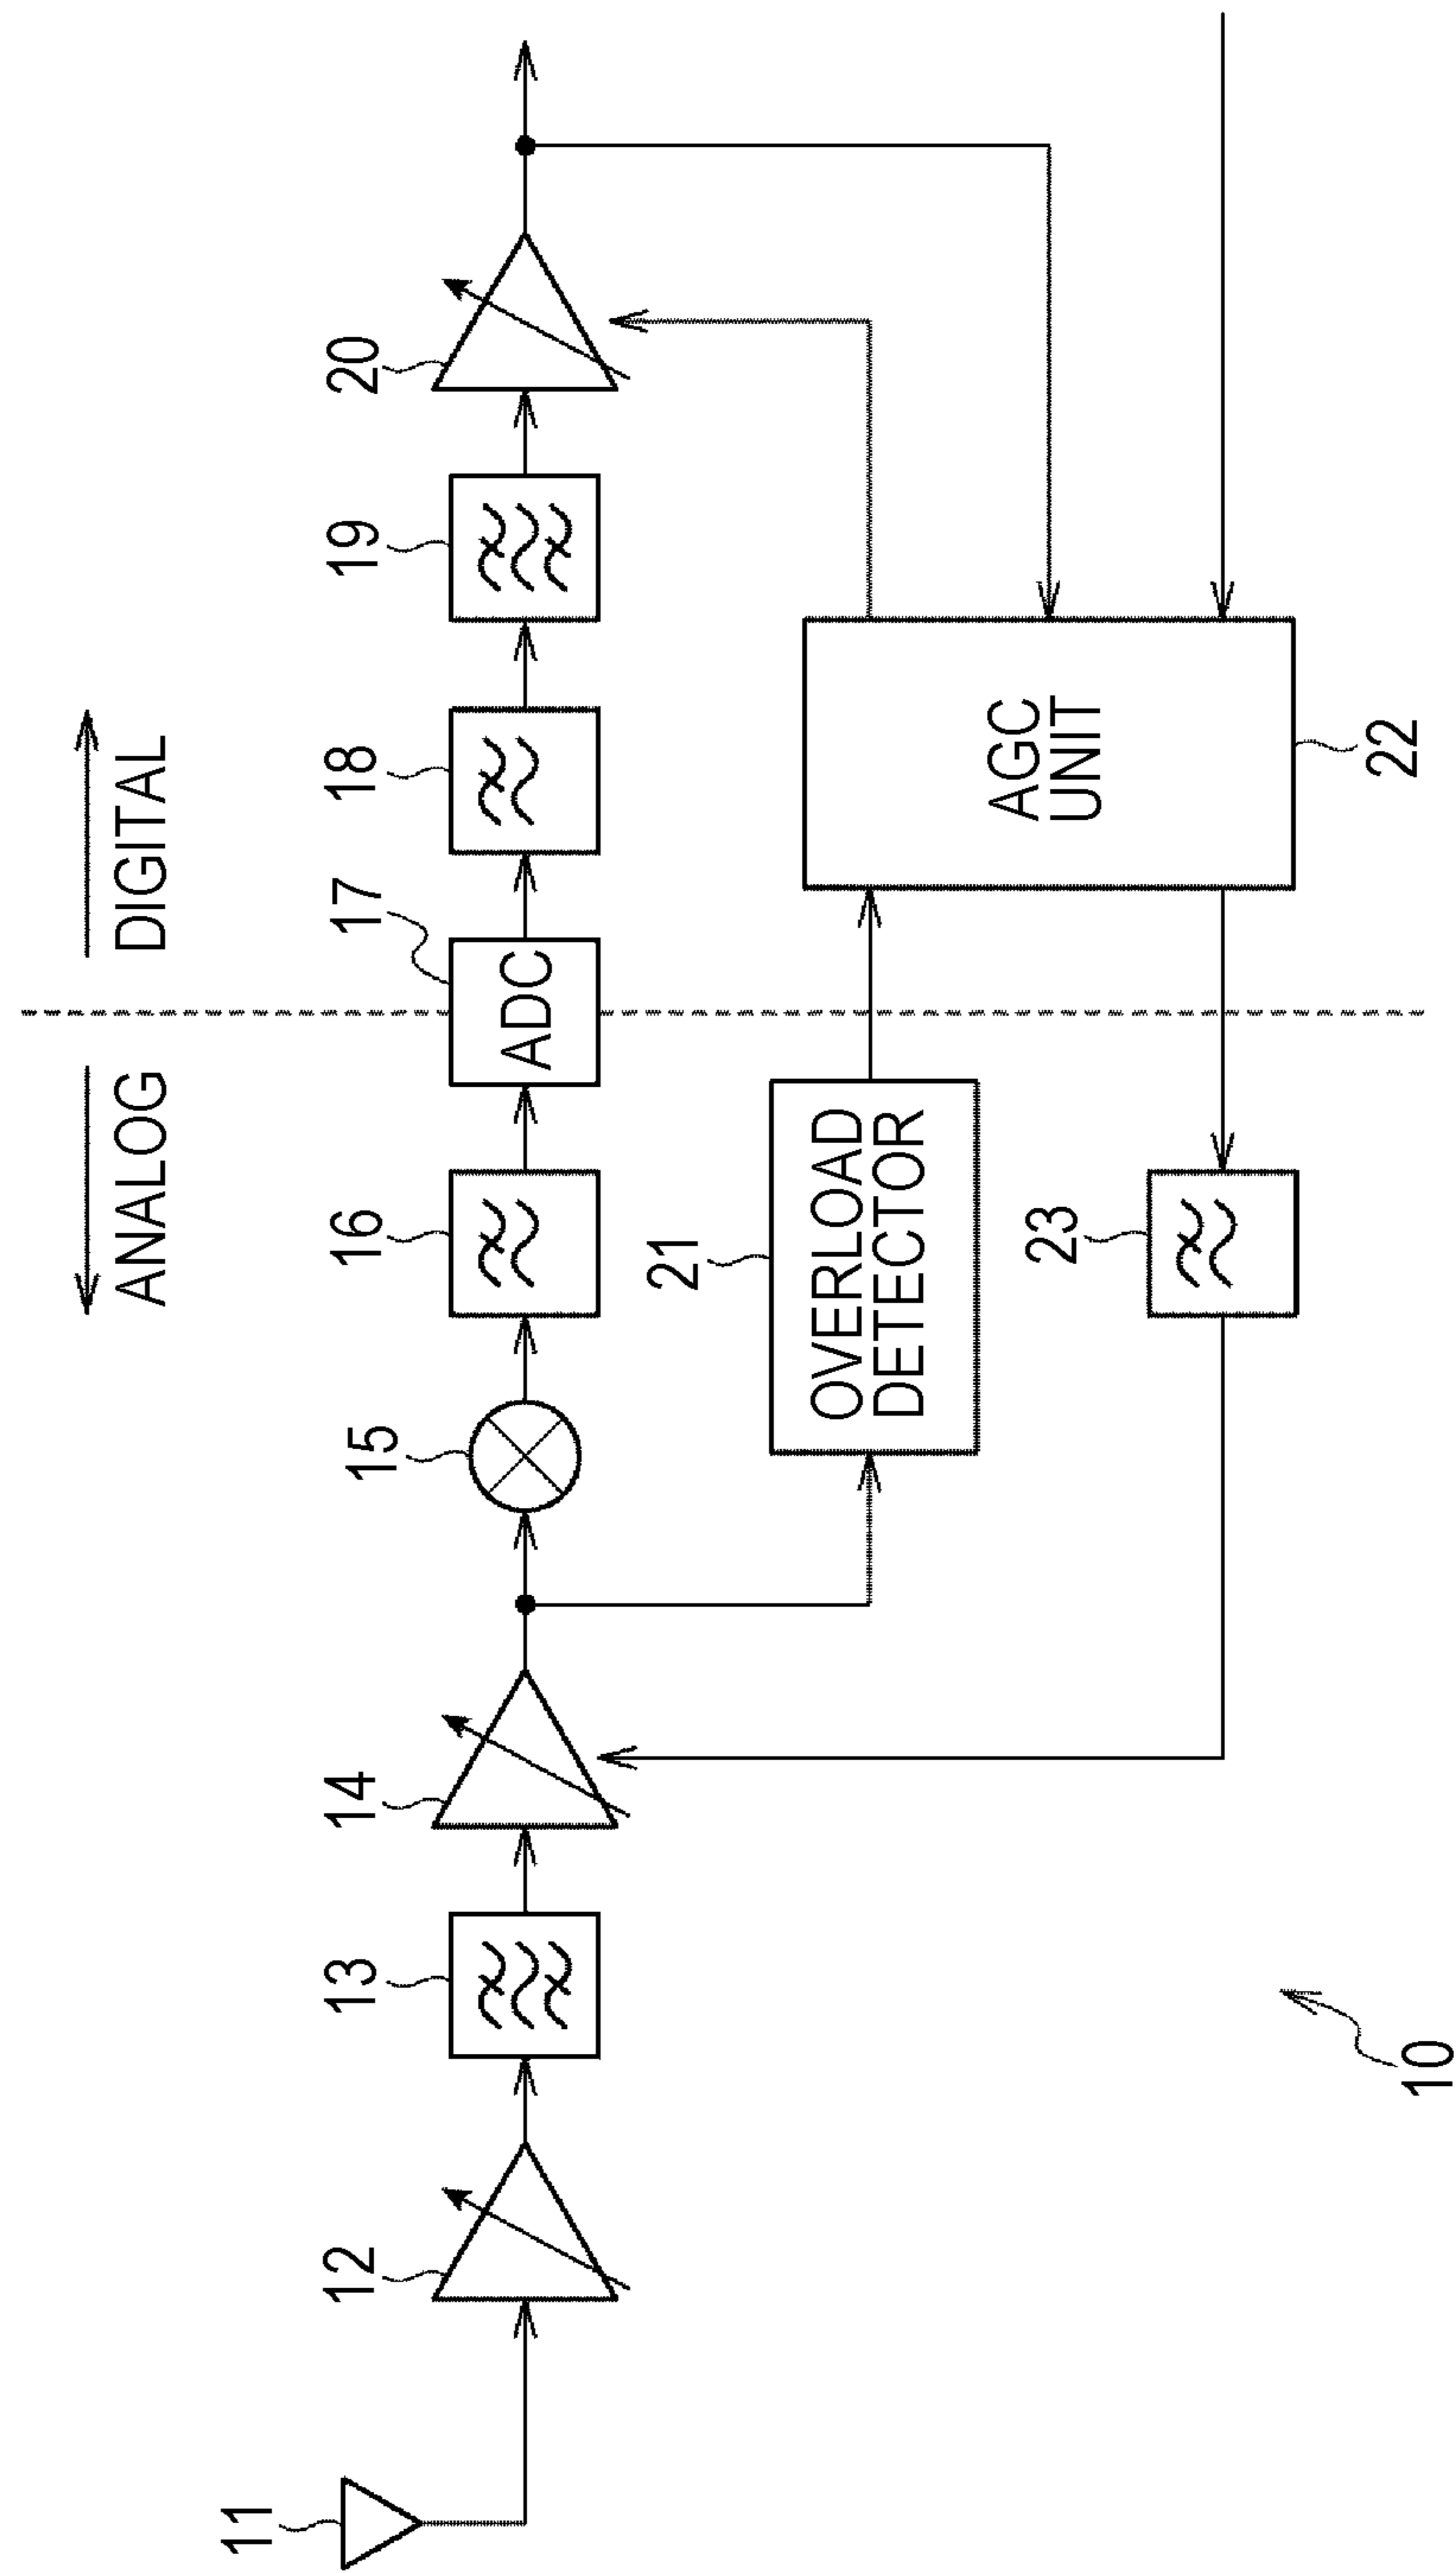 ANALOG
DIGITAL
11
12
13
14
15
16
17
ADC
18
19
20
21
OVERLOAD
DETECTOR
AGC
UNIT
22
23
10